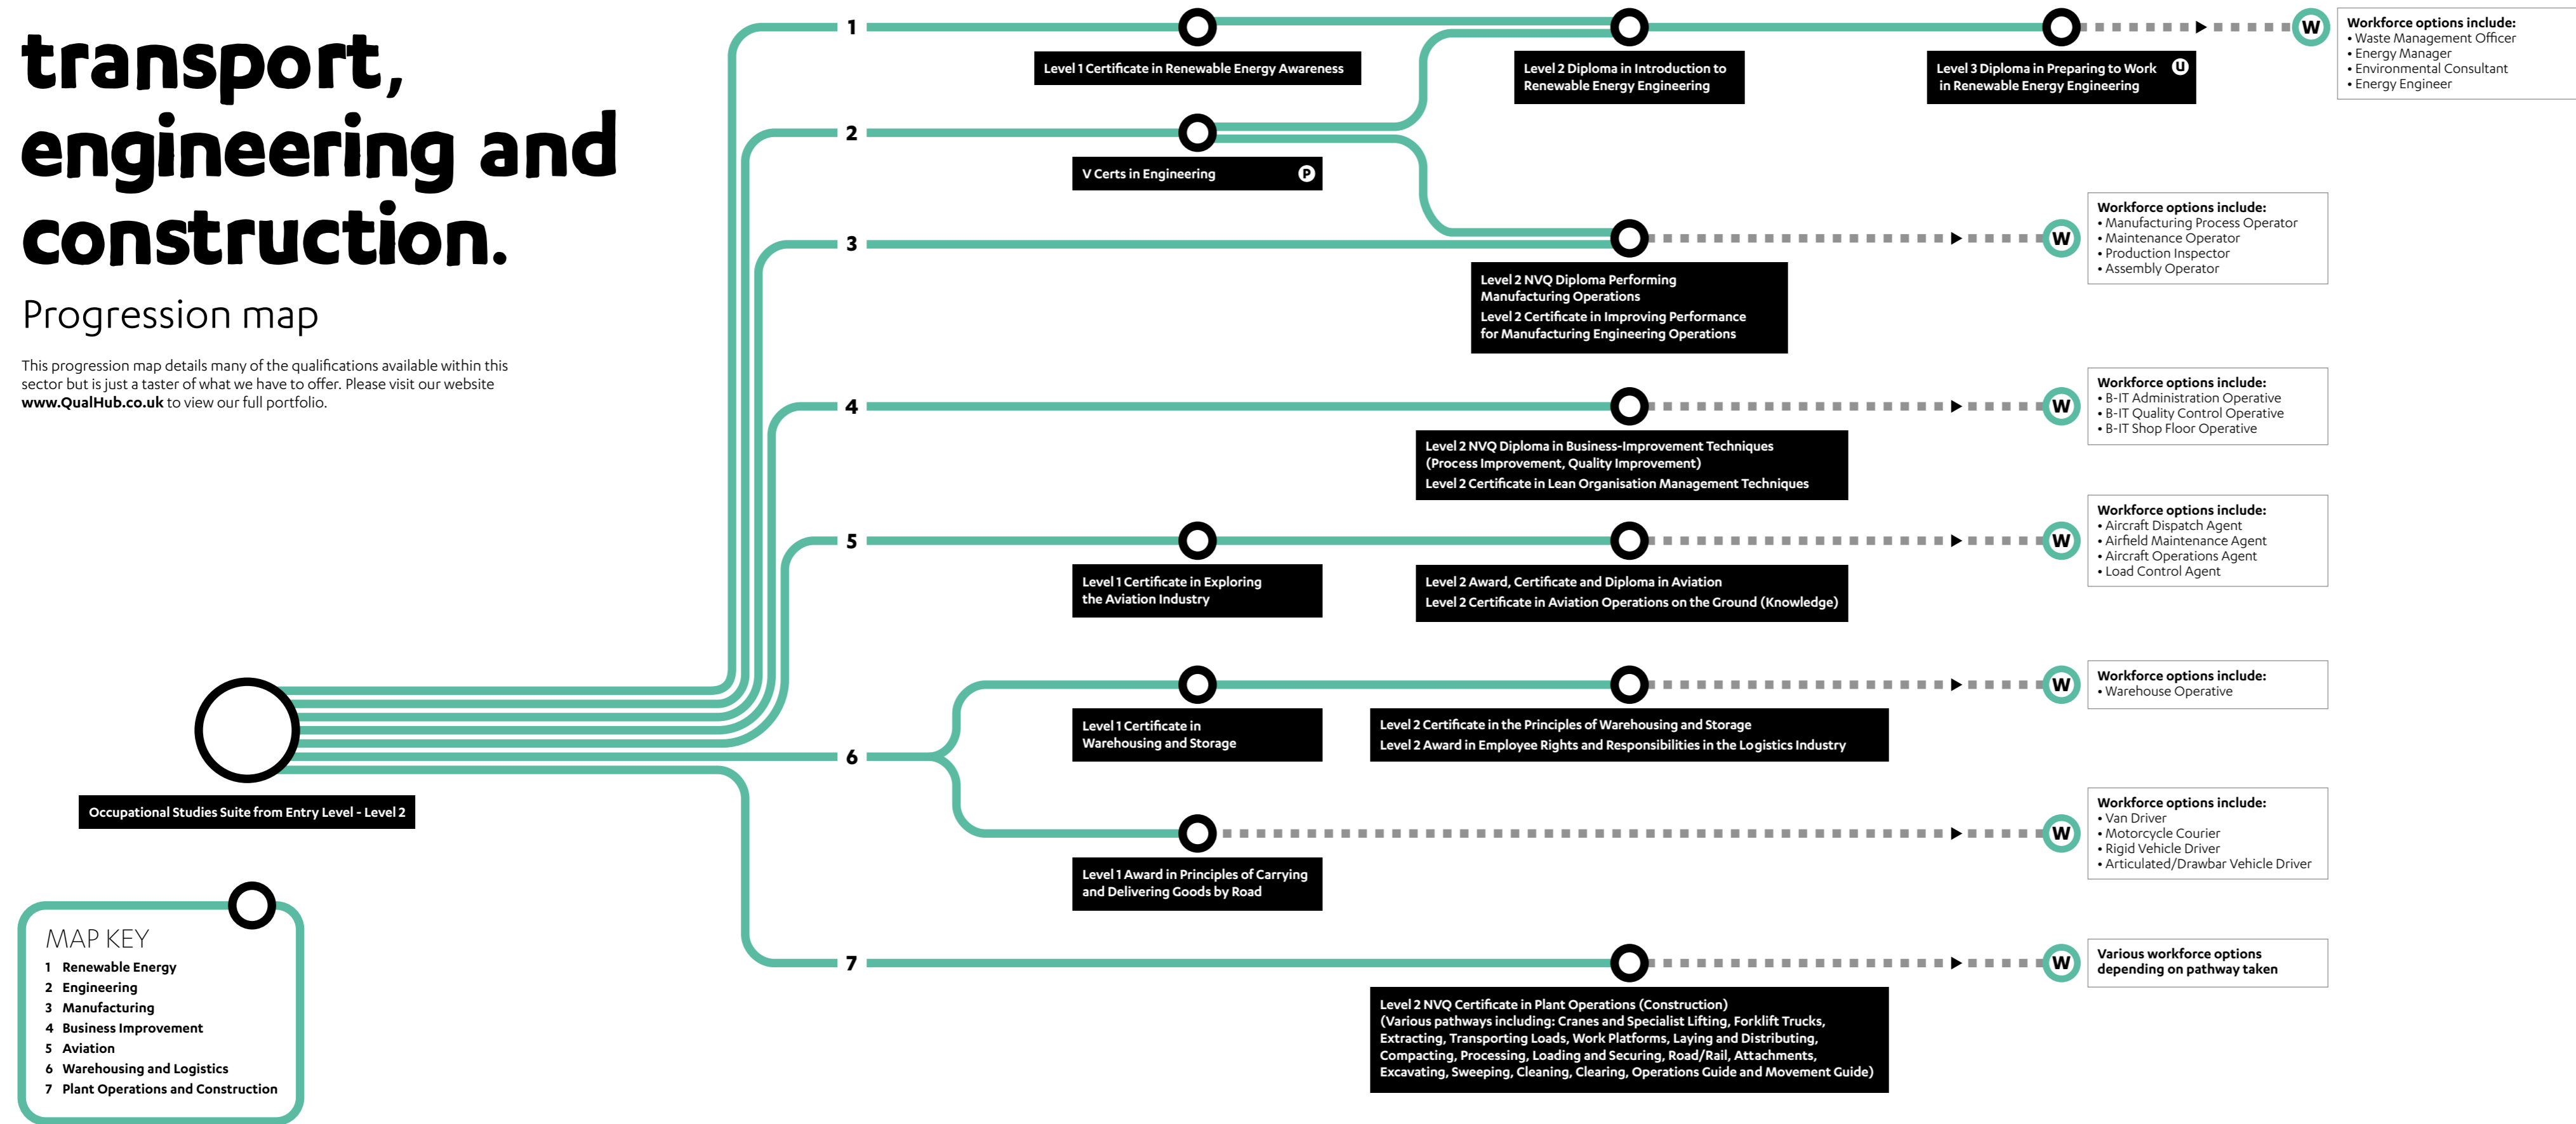 transport,
engineering and
construction.
Progression map
This progression map details many of the qualifications available within this
sector but is just a taster of what we have to offer. Please visit our website
www.QualHub.co.uk to view our full portfolio.
1
Level 1 Certificate in Renewable Energy Awareness
Level 2 Diploma in Introduction to
Renewable Energy Engineering
Level 3 Diploma in Preparing to Work
in Renewable Energy Engineering
U
W
Workforce options include:
• Waste Management Officer
• Energy Manager
• Environmental Consultant
• Energy Engineer
2
V Certs in Engineering
P
3
Level 2 NVQ Diploma Performing
Manufacturing Operations
Level 2 Certificate in Improving Performance
for Manufacturing Engineering Operations
W
Workforce options include:
• Manufacturing Process Operator
• Maintenance Operator
• Production Inspector
• Assembly Operator
4
Level 2 NVQ Diploma in Business-Improvement Techniques
(Process Improvement, Quality Improvement)
Level 2 Certificate in Lean Organisation Management Techniques
W
Workforce options include:
• B-IT Administration Operative
• B-IT Quality Control Operative
• B-IT Shop Floor Operative
5
Level 1 Certificate in Exploring
the Aviation Industry
Level 2 Award, Certificate and Diploma in Aviation
Level 2 Certificate in Aviation Operations on the Ground (Knowledge)
W
Workforce options include:
• Aircraft Dispatch Agent
• Airfield Maintenance Agent
• Aircraft Operations Agent
• Load Control Agent
6
Level 1 Certificate in
Warehousing and Storage
Level 2 Certificate in the Principles of Warehousing and Storage
Level 2 Award in Employee Rights and Responsibilities in the Logistics Industry
W
Workforce options include:
• Warehouse Operative
Level 1 Award in Principles of Carrying
and Delivering Goods by Road
W
Workforce options include:
• Van Driver
• Motorcycle Courier
• Rigid Vehicle Driver
• Articulated/Drawbar Vehicle Driver
7
Level 2 NVQ Certificate in Plant Operations (Construction)
(Various pathways including: Cranes and Specialist Lifting, Forklift Trucks,
Extracting, Transporting Loads, Work Platforms, Laying and Distributing,
Compacting, Processing, Loading and Securing, Road/Rail, Attachments,
Excavating, Sweeping, Cleaning, Clearing, Operations Guide and Movement Guide)
W
Various workforce options
depending on pathway taken
Occupational Studies Suite from Entry Level - Level 2
MAP KEY
1 Renewable Energy
2 Engineering
3 Manufacturing
4 Business Improvement
5 Aviation
6 Warehousing and Logistics
7 Plant Operations and Construction